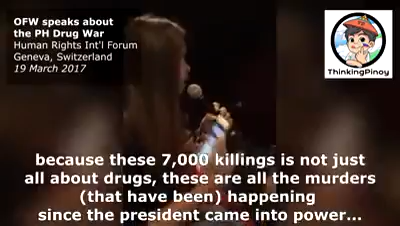 OFW speaks about
the PH Drug War
Human Rights Int'l Forum
Geneva, Switzerland
19 March 2017
ThinkingPinoy
because these 7,000 killings is not just
all about drugs, these are all the murders
(that have been) happening
since the president came into power...